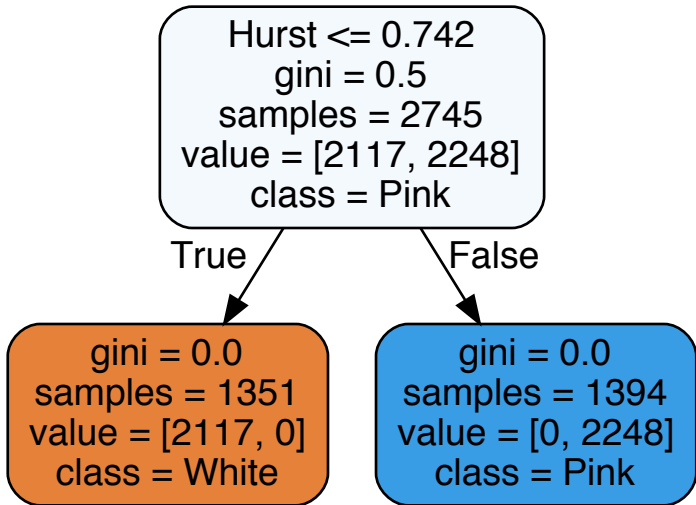 Hurst <= 0.742
gini = 0.5
samples = 2745
value = [2117, 2248]
class = Pink
True
False
gini = 0.0
samples = 1351
value = [2117, 0]
class = White
gini = 0.0
samples = 1394
value = [0, 2248]
class = Pink